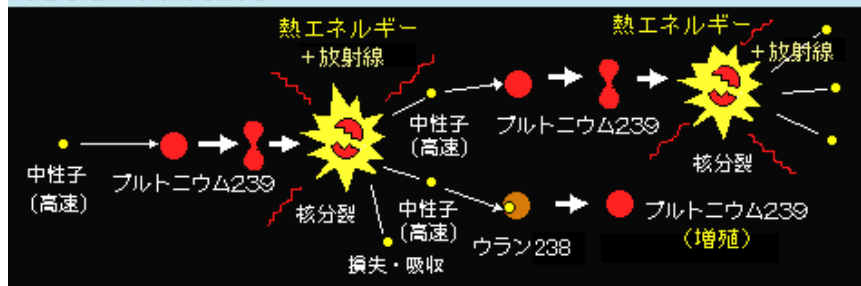 熱エネルギー
+放射線
熱エネルギー
+放射線
中性子
(高速)
プルトニウム239
核分裂
中性子
(高速)
プルトニウム239
核分裂
中性子
(高速)
損失・吸収
ウラン238
プルトニウム239
(増殖)